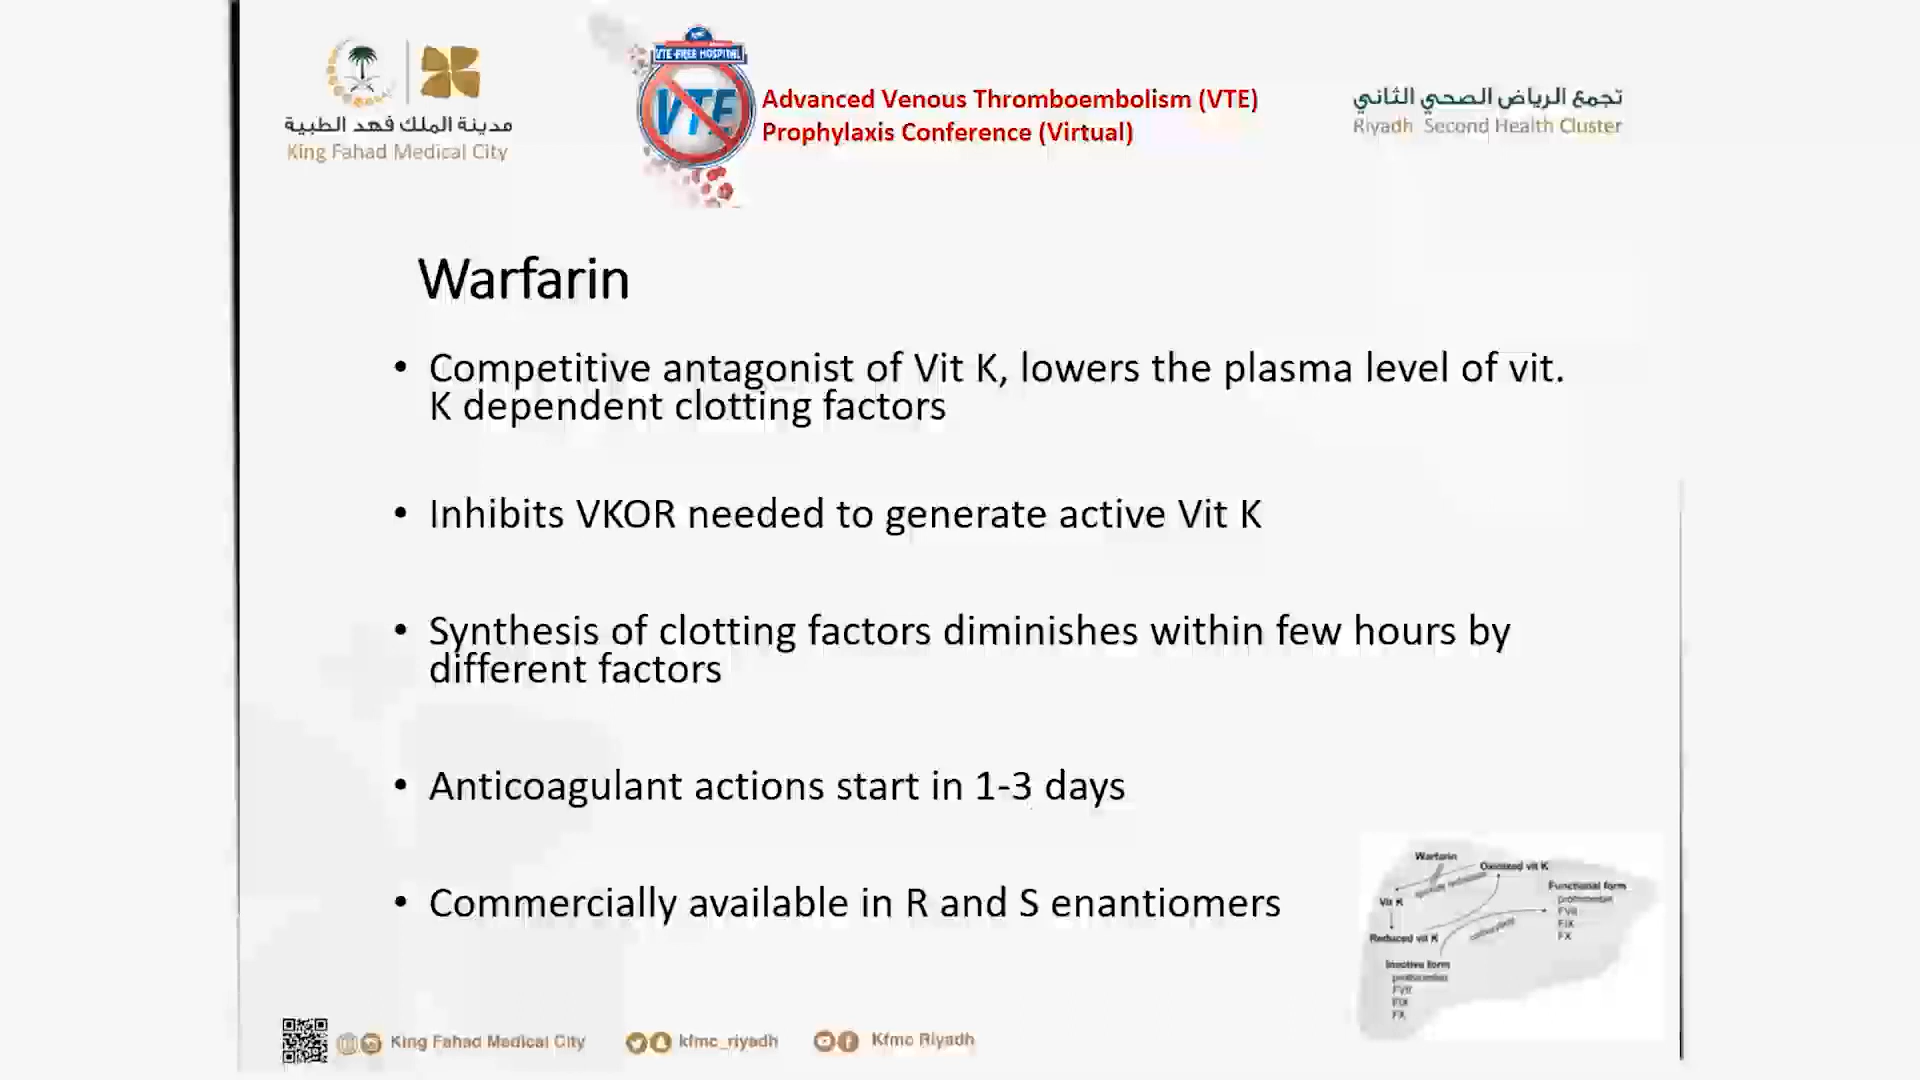 مدينة الملك فهد الطبية
King Fahad Medical City
VTE-FREE HOSPITAL
VTE
Advanced Venous Thromboembolism (VTE)
Prophylaxis Conference (Virtual)
تجمع الرياض الصحي الثاني
Riyadh Second Health Cluster
Warfarin
• Competitive antagonist of Vit K, lowers the plasma level of vit.
K dependent clotting factors
• Inhibits VKOR needed to generate active Vit K
• Synthesis of clotting factors diminishes within few hours by
different factors
• Anticoagulant actions start in 1-3 days
• Commercially available in R and S enantiomers
Warfarin
Oxidized vit K
Vit K
Reduced vit K
Functional form
prothrombin
FVII
FIX
FX
Inactive form
prothrombin
FVII
FIX
FX
King Fahad Medical City
kfmc_riyadh
Kfmc Riyadh